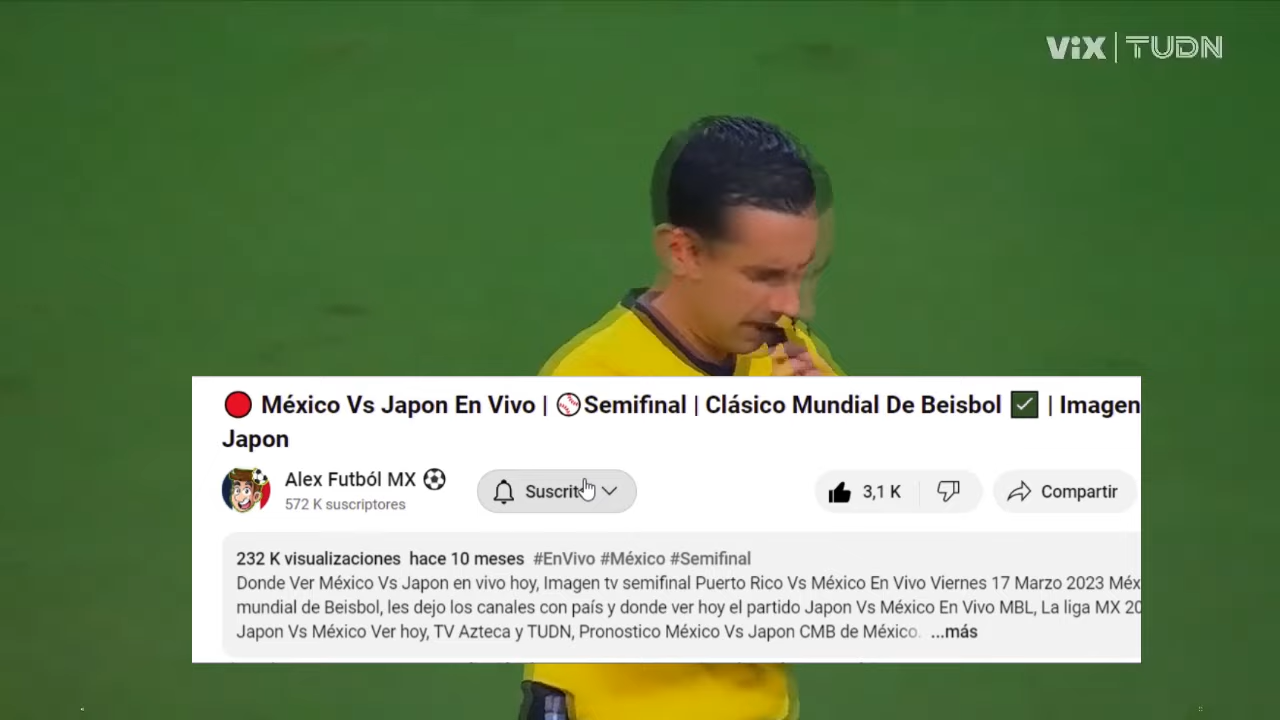 ViX | TUDN
México Vs Japon En Vivo | Semifinal | Clásico Mundial De Beisbol | Imagen
Japon
Alex Futból MX
572 K suscriptores
Suscrito
3,1 K
Compartir
232 K visualizaciones hace 10 meses #EnVivo #México #Semifinal
Donde Ver México Vs Japon en vivo hoy, Imagen tv semifinal Puerto Rico Vs México En Vivo Viernes 17 Marzo 2023 Méx
mundial de Beisbol, les dejo los canales con país y donde ver hoy el partido Japon Vs México En Vivo MBL, La liga MX 20
Japon Vs México Ver hoy, TV Azteca y TUDN, Pronostico México Vs Japon CMB de México. ...más